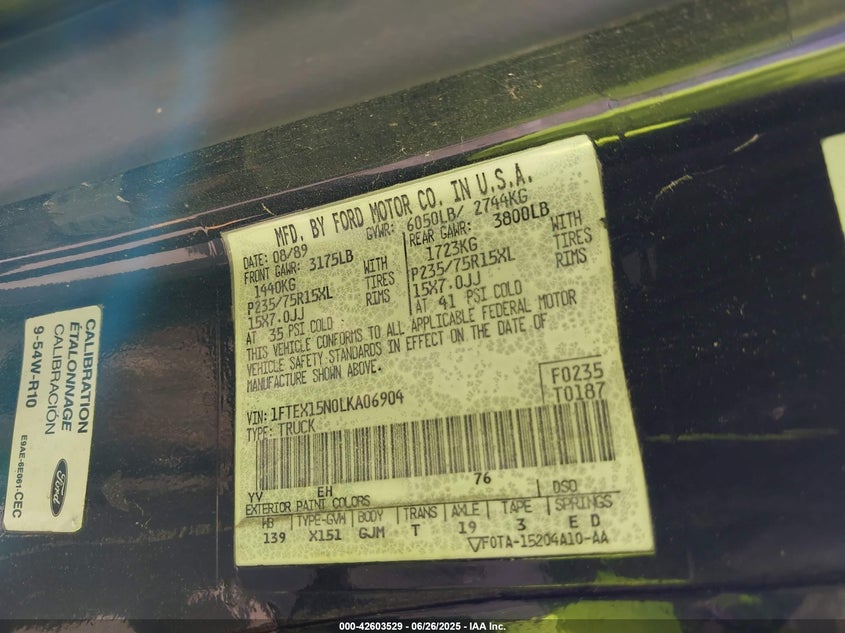 MFD. BY FORD MOTOR CO. IN U.S.A.
DATE: 08/89 GVWR: 6050LB/ 2744KG
FRONT GAWR: 3175LB REAR GAWR: 3800LB
1440KG WITH 1723KG WITH
P235/75R15XL TIRES P235/75R15XL TIRES
15X7.0JJ RIMS 15X7.0JJ RIMS
AT 35 PSI COLD AT 41 PSI COLD
THIS VEHICLE CONFORMS TO ALL APPLICABLE FEDERAL MOTOR
VEHICLE SAFETY STANDARDS IN EFFECT ON THE DATE OF
MANUFACTURE SHOWN ABOVE.
F0235
T0187
VIN: 1FTEX15N0LKA06904
TYPE: TRUCK
YV EH 76
EXTERIOR PAINT COLORS DSO
WB TYPE-GVW BODY TRANS AXLE TAPE SPRINGS
139 X151 GJM T 19 3 E D
F0TA-15204A10-AA
CALIBRATION
ÉTALONNAGE
CALIBRACIÓN
9-54W-R10
Ford
E9AE-6E061-CEC
000-42603529 - 06/26/2025 - IAA Inc.